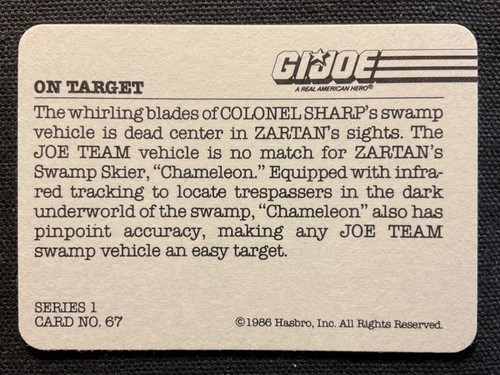 GI JOE
A REAL AMERICAN HERO®
ON TARGET
The whirling blades of COLONEL SHARP's swamp
vehicle is dead center in ZARTAN's sights. The
JOE TEAM vehicle is no match for ZARTAN's
Swamp Skier, "Chameleon." Equipped with infra-
red tracking to locate trespassers in the dark
underworld of the swamp, "Chameleon" also has
pinpoint accuracy, making any JOE TEAM
swamp vehicle an easy target.
SERIES 1
CARD NO. 67
©1986 Hasbro, Inc. All Rights Reserved.